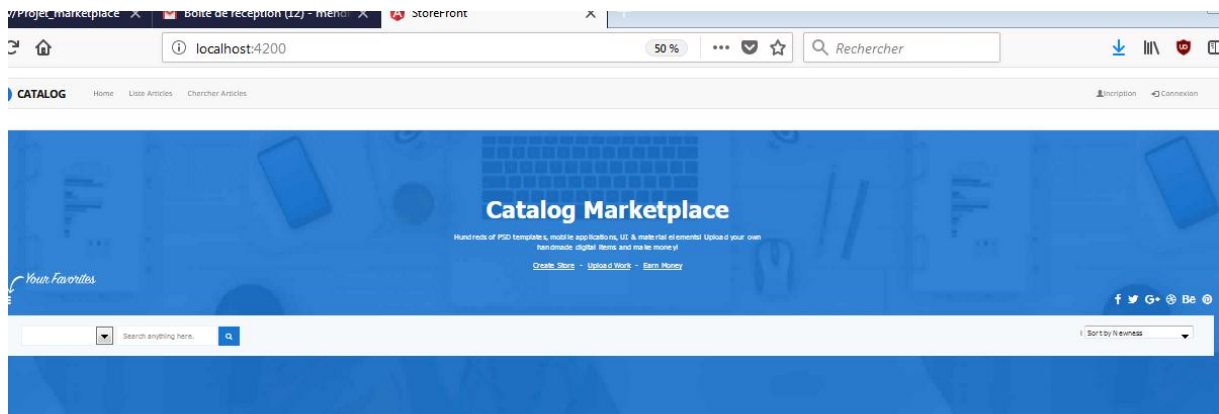 //Projet_marketplace
Boîte de réception (12) – mendi
StoreFront
localhost:4200
50 %
Rechercher
CATALOG
Home
Liste Articles
Chercher Articles
Incription
Connexion
Catalog Marketplace
Hundreds of PSD templates, mobile applications, UI & material elements! Upload your own
handmade digital items and make money!
Create Store - Upload Work - Earn Money
Your Favorites
f G+ Bē
Search anything here.
Sort by Newness